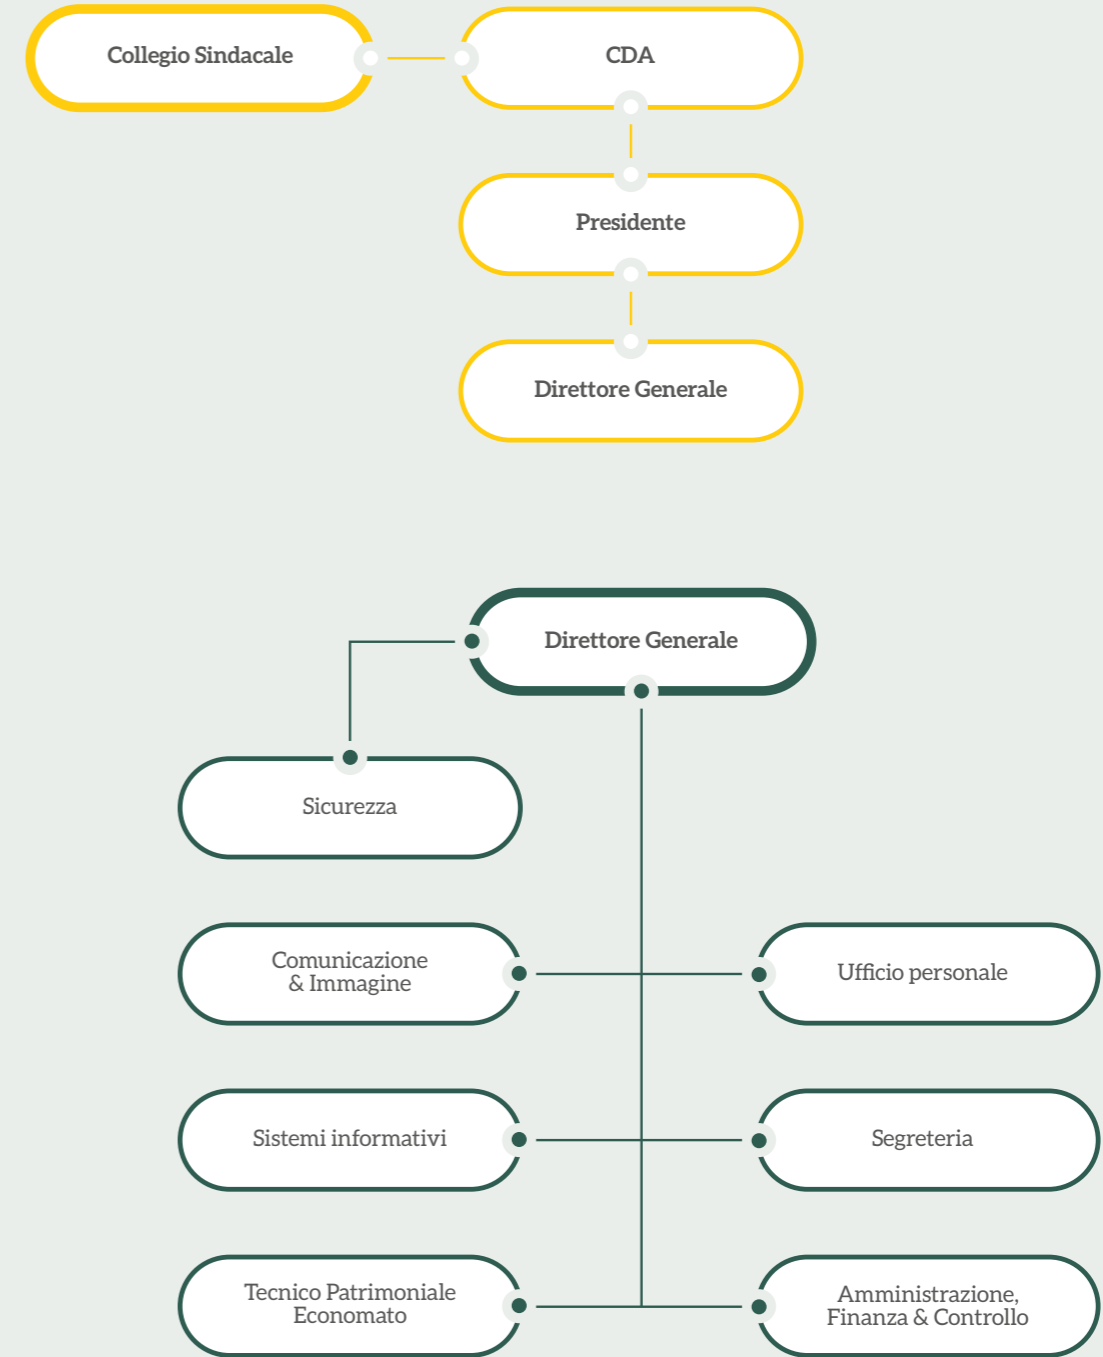 Collegio Sindacale
CDA
Presidente
Direttore Generale
Direttore Generale
Sicurezza
Comunicazione
& Immagine
Ufficio personale
Sistemi informativi
Segreteria
Tecnico Patrimoniale
Economato
Amministrazione,
Finanza & Controllo